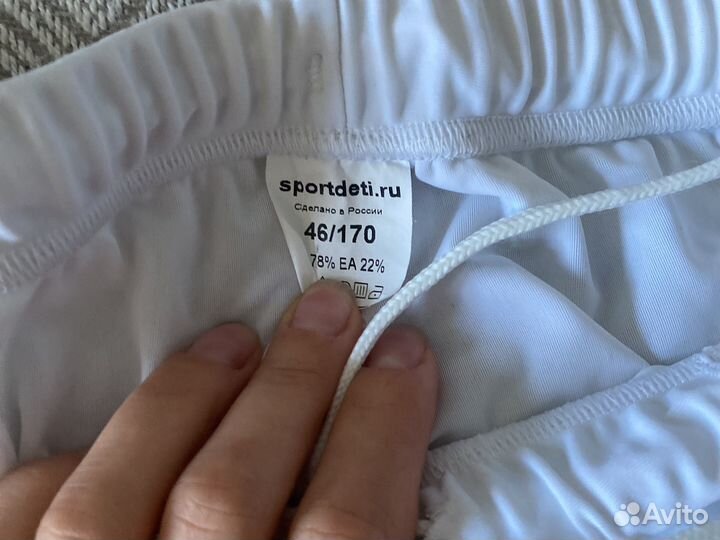 sportdeti.ru
Сделано в России
46/170
78% EA 22%
Avito